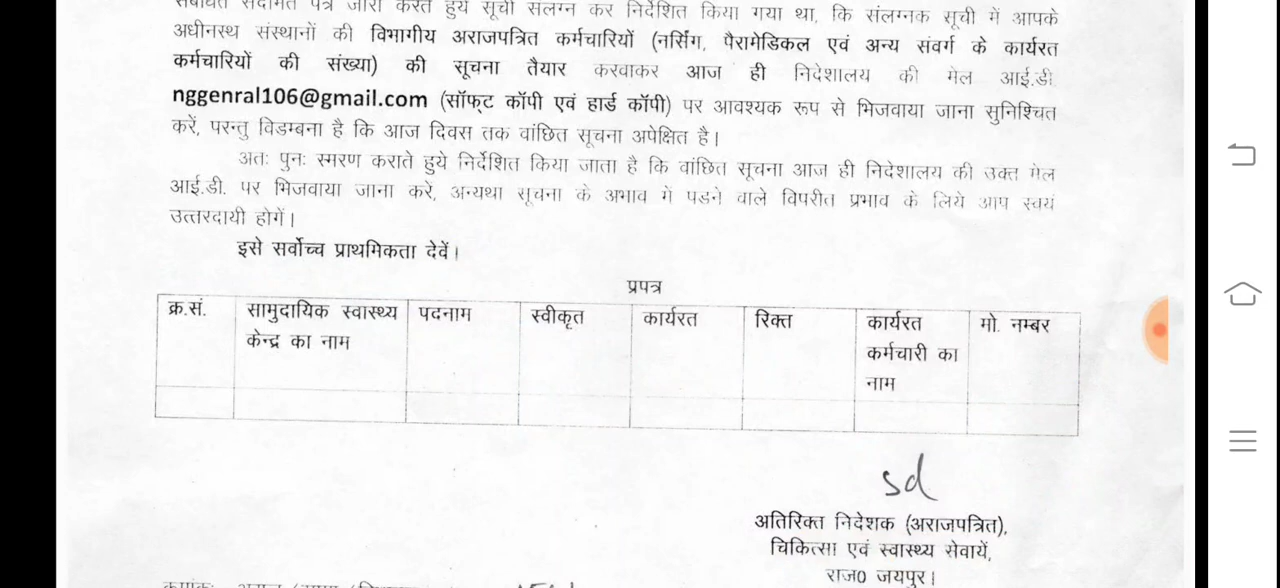 संदर्भित पत्र जारी करते हुये सूची संलग्न कर निर्देशित किया गया था, कि संलग्नक सूची में आपके
अधीनस्थ संस्थानों की विभागीय अराजपत्रित कर्मचारियों (नर्सिंग, पैरामेडिकल एवं अन्य संवर्ग के कार्यरत
कर्मचारियों की संख्या) की सूचना तैयार करवाकर आज ही निदेशालय की मेल आई.डी.
nggenral106@gmail.com (सॉफ्ट कॉपी एवं हार्ड कॉपी) पर आवश्यक रूप से भिजवाया जाना सुनिश्चित
करें, परन्तु विडम्बना है कि आज दिवस तक वांछित सूचना अपेक्षित है।
अतः पुनः स्मरण कराते हुये निर्देशित किया जाता है कि वांछित सूचना आज ही निदेशालय की उक्त मेल
आई.डी. पर भिजवाया जाना करें, अन्यथा सूचना के अभाव में पडने वाले विपरीत प्रभाव के लिये आप स्वयं
उत्तरदायी होगें।
इसे सर्वोच्च प्राथमिकता देवें।
प्रपत्र
क्र.सं. सामुदायिक स्वास्थ्य पदनाम स्वीकृत कार्यरत रिक्त कार्यरत मो. नम्बर
केन्द्र का नाम कर्मचारी का
नाम
sd
अतिरिक्त निदेशक (अराजपत्रित),
चिकित्सा एवं स्वास्थ्य सेवायें,
राज0 जयपुर।